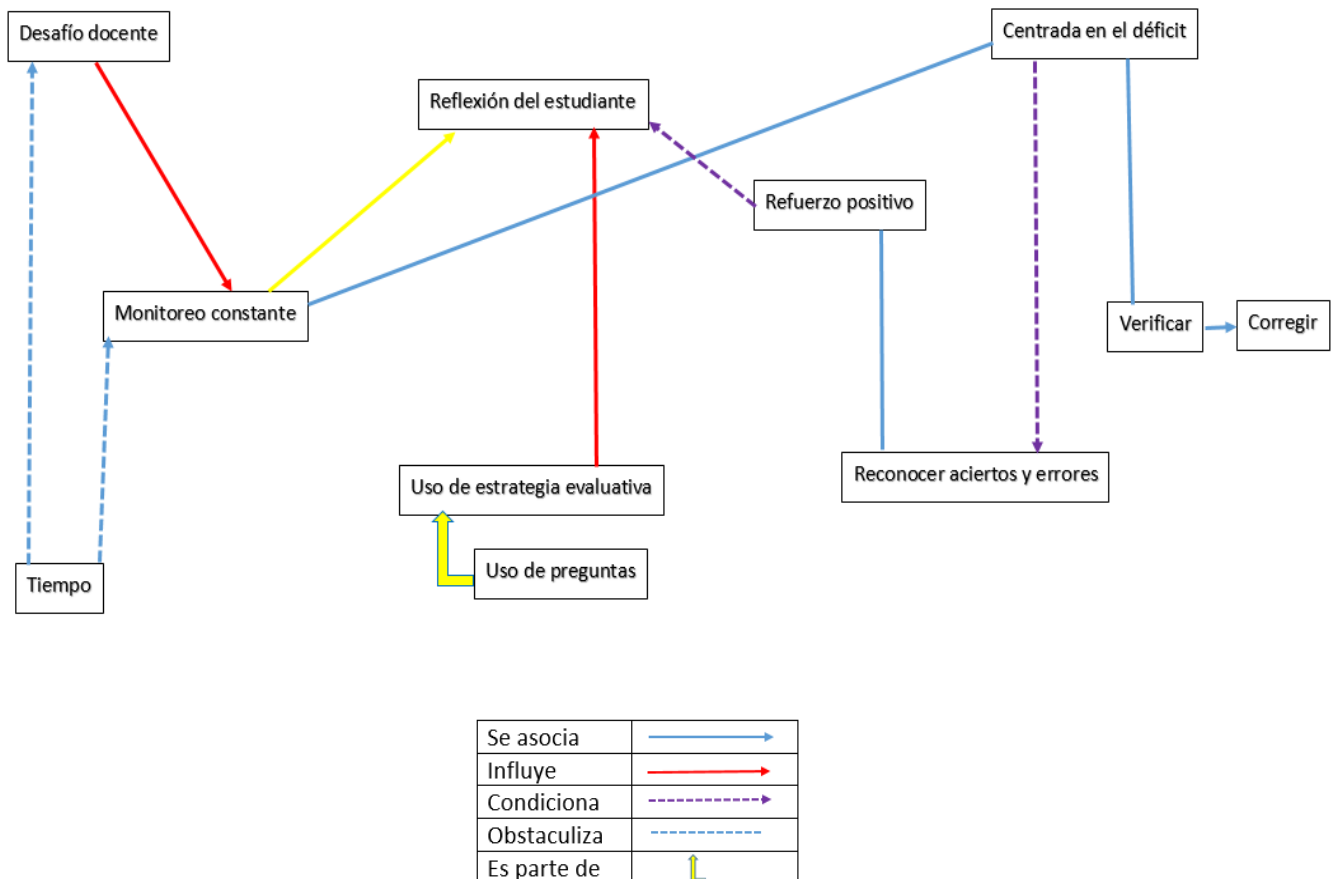 Desafío docente
Centrada en el déficit
Reflexión del estudiante
Refuerzo positivo
Monitoreo constante
Verificar
Corregir
Uso de estrategia evaluativa
Reconocer aciertos y errores
Uso de preguntas
Tiempo
Se asocia
Influye
Condiciona
Obstaculiza
Es parte de